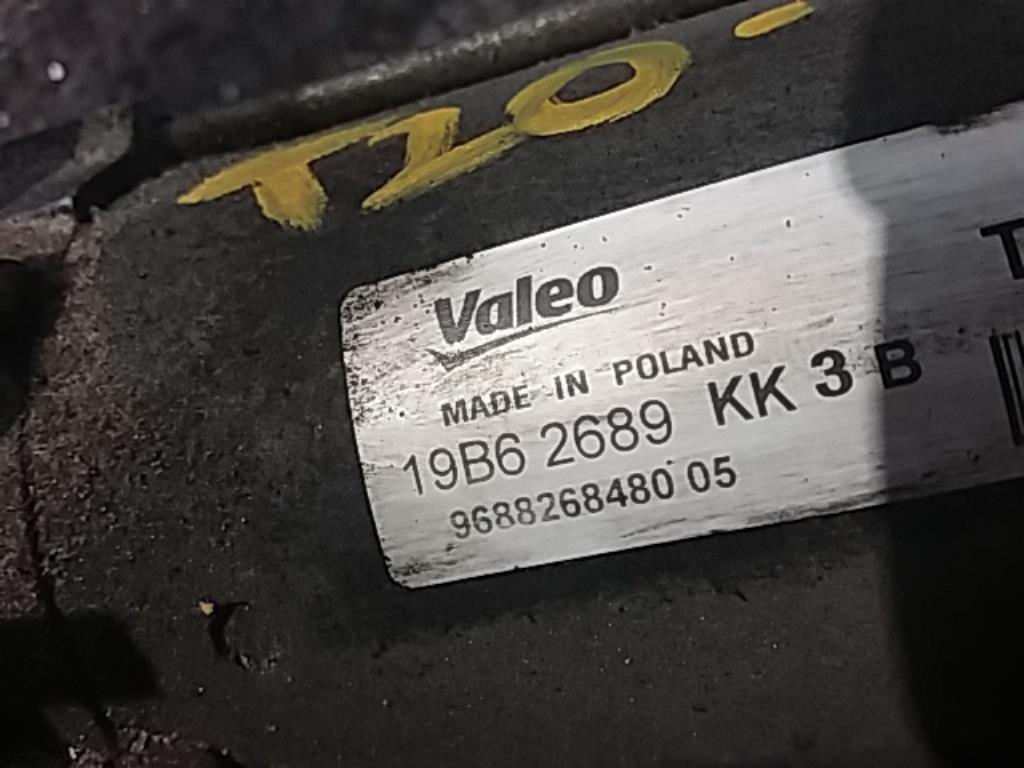 T20-
Valeo
MADE IN POLAND
19B6 2689 KK 3 B
9688268480 05
T